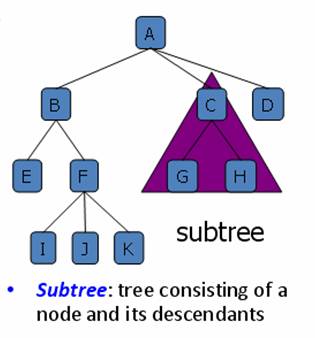 A
B C D
E F G H
I J K
subtree
• Subtree: tree consisting of a
node and its descendants